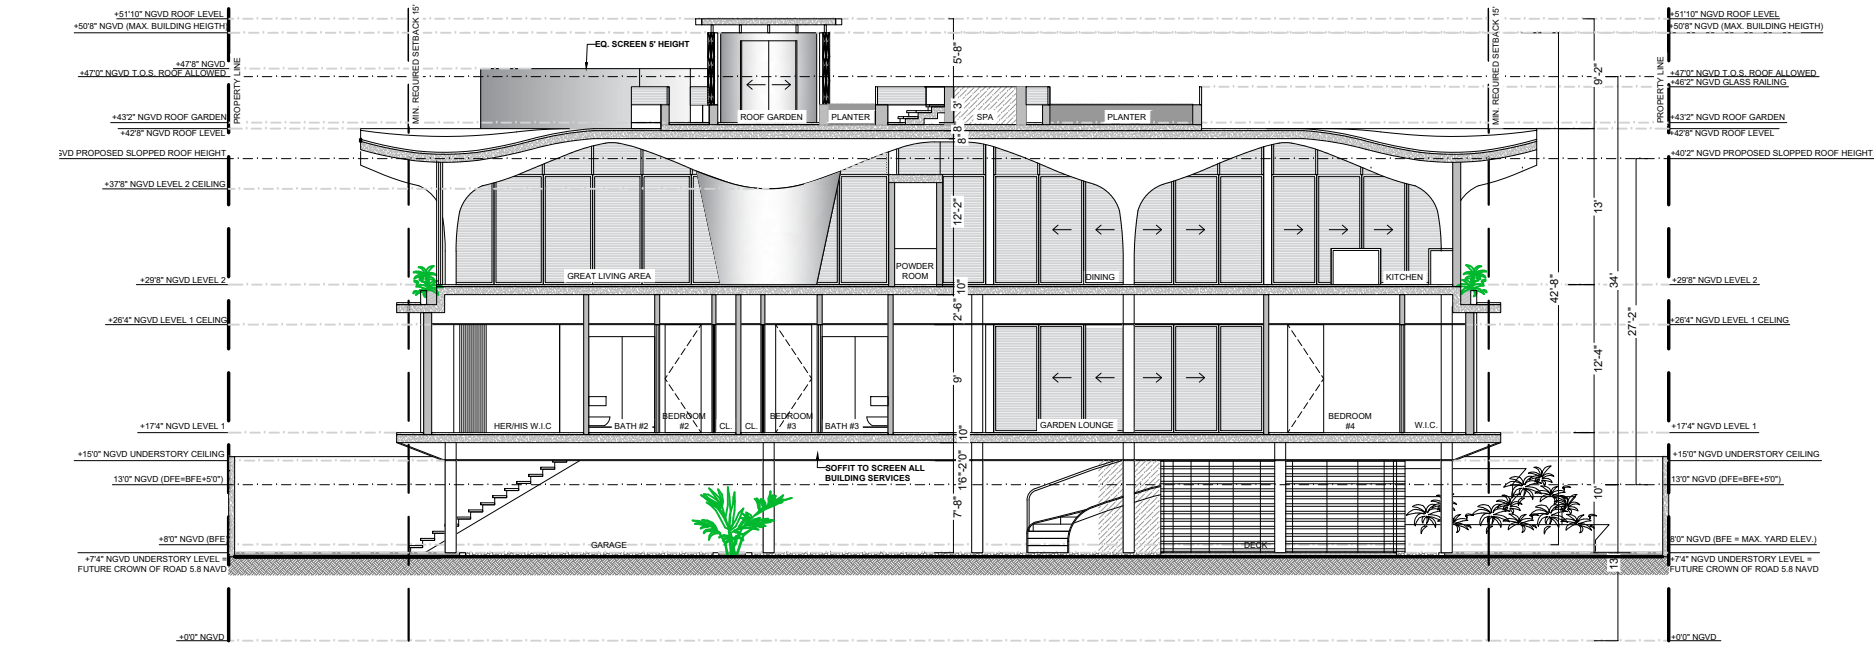 +51'10" NGVD ROOF LEVEL
+50'8" NGVD (MAX. BUILDING HEIGTH)
+47'8" NGVD
+47'0" NGVD T.O.S. ROOF ALLOWED
+43'2" NGVD ROOF GARDEN
+42'8" NGVD ROOF LEVEL
GVD PROPOSED SLOPPED ROOF HEIGHT
+37'8" NGVD LEVEL 2 CEILING
+29'8" NGVD LEVEL 2
+26'4" NGVD LEVEL 1 CELING
+17'4" NGVD LEVEL 1
+15'0" NGVD UNDERSTORY CEILING
13'0" NGVD (DFE=BFE+5'0")
+8'0" NGVD (BFE
+7'4" NGVD UNDERSTORY LEVEL =
FUTURE CROWN OF ROAD 5.8 NAVD
+0'0" NGVD
PROPERTY LINE
MIN. REQUIRED SETBACK 15'
EQ. SCREEN 5' HEIGHT
ROOF GARDEN
PLANTER
SPA
PLANTER
GREAT LIVING AREA
POWDER
ROOM
DINING
KITCHEN
HER/HIS W.I.C
BATH #2
BEDROOM
#2
CL.
CL.
BEDROOM
#3
BATH #3
GARDEN LOUNGE
BEDROOM
#4
W.I.C.
SOFFIT TO SCREEN ALL
BUILDING SERVICES
GARAGE
DECK
5'-8"
3'
8"
8"
12'-2"
10"
2'-6"
9'
10"
2'-0"
1'6"
7'-8"
42'-8"
9'-2"
13'
12'-4"
10'
34'
13'
27'-2"
MIN. REQUIRED SETBACK 15'
PROPERTY LINE
+51'10" NGVD ROOF LEVEL
+50'8" NGVD (MAX. BUILDING HEIGTH)
+47'0" NGVD T.O.S. ROOF ALLOWED
+46'2" NGVD GLASS RAILING
+43'2" NGVD ROOF GARDEN
+42'8" NGVD ROOF LEVEL
+40'2" NGVD PROPOSED SLOPPED ROOF HEIGHT
+29'8" NGVD LEVEL 2
+26'4" NGVD LEVEL 1 CELING
+17'4" NGVD LEVEL 1
+15'0" NGVD UNDERSTORY CEILING
13'0" NGVD (DFE=BFE+5'0")
8'0" NGVD (BFE = MAX. YARD ELEV.)
+7'4" NGVD UNDERSTORY LEVEL =
FUTURE CROWN OF ROAD 5.8 NAVD
+0'0" NGVD